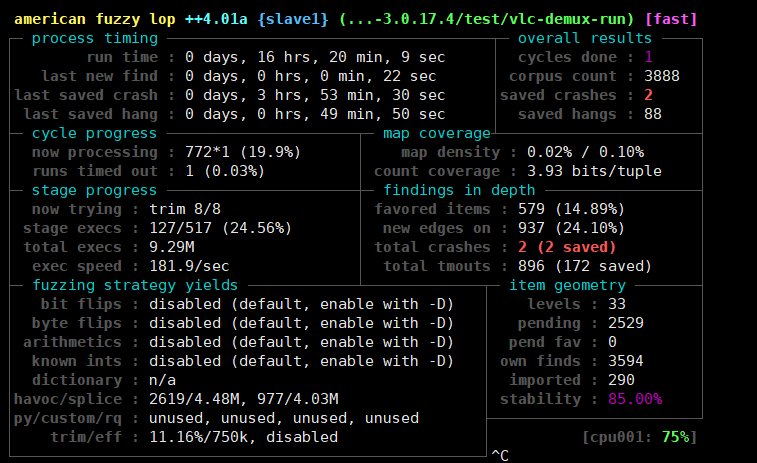 american fuzzy lop ++4.01a {slave1} (...-3.0.17.4/test/vlc-demux-run) [fast]
process timing overall results
run time : 0 days, 16 hrs, 20 min, 9 sec cycles done : 1
last new find : 0 days, 0 hrs, 0 min, 22 sec corpus count : 3888
last saved crash : 0 days, 3 hrs, 53 min, 30 sec saved crashes : 2
last saved hang : 0 days, 0 hrs, 49 min, 50 sec saved hangs : 88
cycle progress map coverage
now processing : 772*1 (19.9%) map density : 0.02% / 0.10%
runs timed out : 1 (0.03%) count coverage : 3.93 bits/tuple
stage progress findings in depth
now trying : trim 8/8 favored items : 579 (14.89%)
stage execs : 127/517 (24.56%) new edges on : 937 (24.10%)
total execs : 9.29M total crashes : 2 (2 saved)
exec speed : 181.9/sec total tmouts : 896 (172 saved)
fuzzing strategy yields item geometry
bit flips : disabled (default, enable with -D) levels : 33
byte flips : disabled (default, enable with -D) pending : 2529
arithmetics : disabled (default, enable with -D) pend fav : 0
known ints : disabled (default, enable with -D) own finds : 3594
dictionary : n/a imported : 290
havoc/splice : 2619/4.48M, 977/4.03M stability : 85.00%
py/custom/rq : unused, unused, unused, unused
trim/eff : 11.16%/750k, disabled [cpu001: 75%]
^C